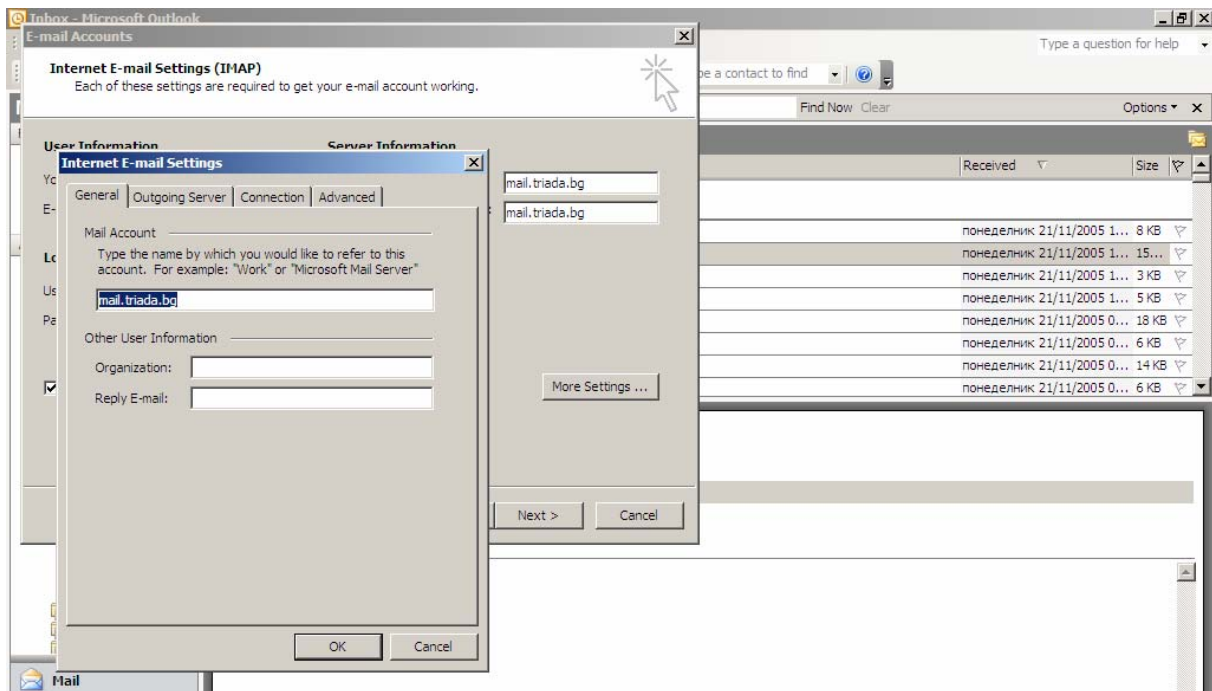 Inbox - Microsoft Outlook
E-mail Accounts
Type a question for help
Internet E-mail Settings (IMAP)
Each of these settings are required to get your e-mail account working.
a contact to find
Find Now Clear
Options
User Information
Server Information
Internet E-mail Settings
Received
Size
mail.triada.bg
General
Outgoing Server
Connection
Advanced
E-
mail.triada.bg
Mail Account
Type the name by which you would like to refer to this
account. For example: "Work" or "Microsoft Mail Server"
mail.triada.bg
Other User Information
Organization:
Reply E-mail:
More Settings ...
понеделник 21/11/2005 1... 8 KB
понеделник 21/11/2005 1... 15...
понеделник 21/11/2005 1... 3 KB
понеделник 21/11/2005 1... 5 KB
понеделник 21/11/2005 0... 18 KB
понеделник 21/11/2005 0... 6 KB
понеделник 21/11/2005 0... 14 KB
понеделник 21/11/2005 0... 6 KB
Next >
Cancel
OK
Cancel
Mail